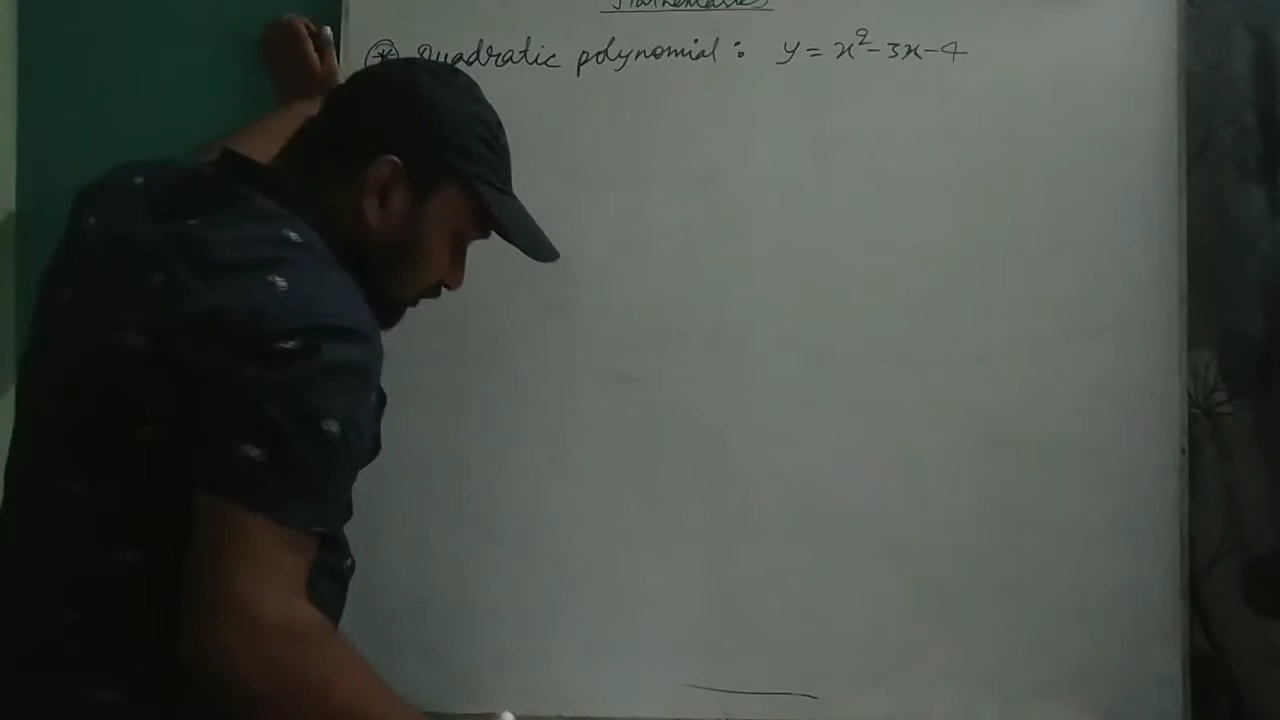 Mathematics
* Quadratic polynomial : y = x² - 3x - 4